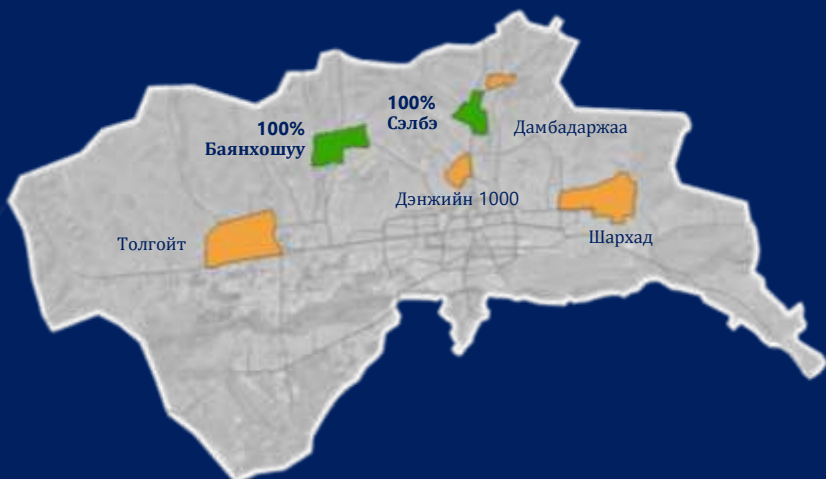 100%
Сэлбэ
100%
Баянхошуу
Дамбадаржаа
Дэнжийн 1000
Шархад
Толгойт